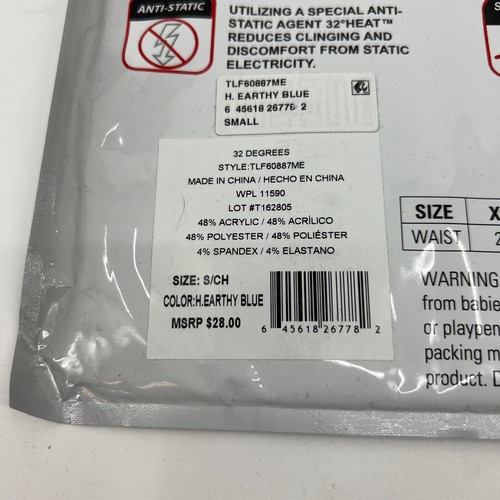 ANTI-STATIC
UTILIZING A SPECIAL ANTI-
STATIC AGENT 32°HEAT™
REDUCES CLINGING AND
DISCOMFORT FROM STATIC
ELECTRICITY.
TLF60887ME
H. EARTHY BLUE
6 45618 26778 2
SMALL
32 DEGREES
STYLE:TLF60887ME
MADE IN CHINA / HECHO EN CHINA
WPL 11590
LOT #T162805
48% ACRYLIC / 48% ACRÍLICO
48% POLYESTER / 48% POLIÉSTER
4% SPANDEX / 4% ELASTANO
SIZE: S/CH
COLOR:H.EARTHY BLUE
MSRP $28.00
6 45618 26778 2
SIZE X
WAIST 2
WARNING
from babie
or playpen
packing m
product. D